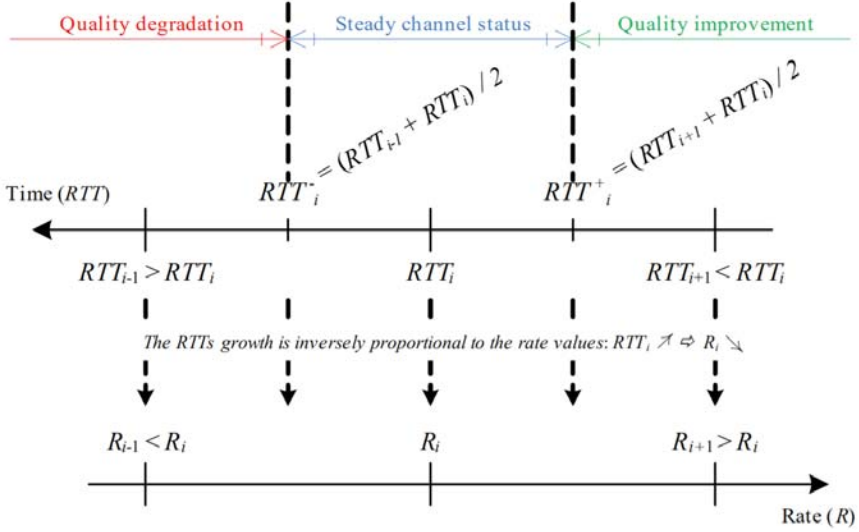 Quality degradation
Steady channel status
Quality improvement
RTT⁻ᵢ = (RTTᵢ₋₁ + RTTᵢ) / 2
RTT⁺ᵢ = (RTTᵢ₊₁ + RTTᵢ) / 2
Time (RTT)
RTTᵢ₋₁ > RTTᵢ
RTTᵢ
RTTᵢ₊₁ < RTTᵢ
The RTTs growth is inversely proportional to the rate values: RTTᵢ ↗ ⇨ Rᵢ ↘
Rᵢ₋₁ < Rᵢ
Rᵢ
Rᵢ₊₁ > Rᵢ
Rate (R)